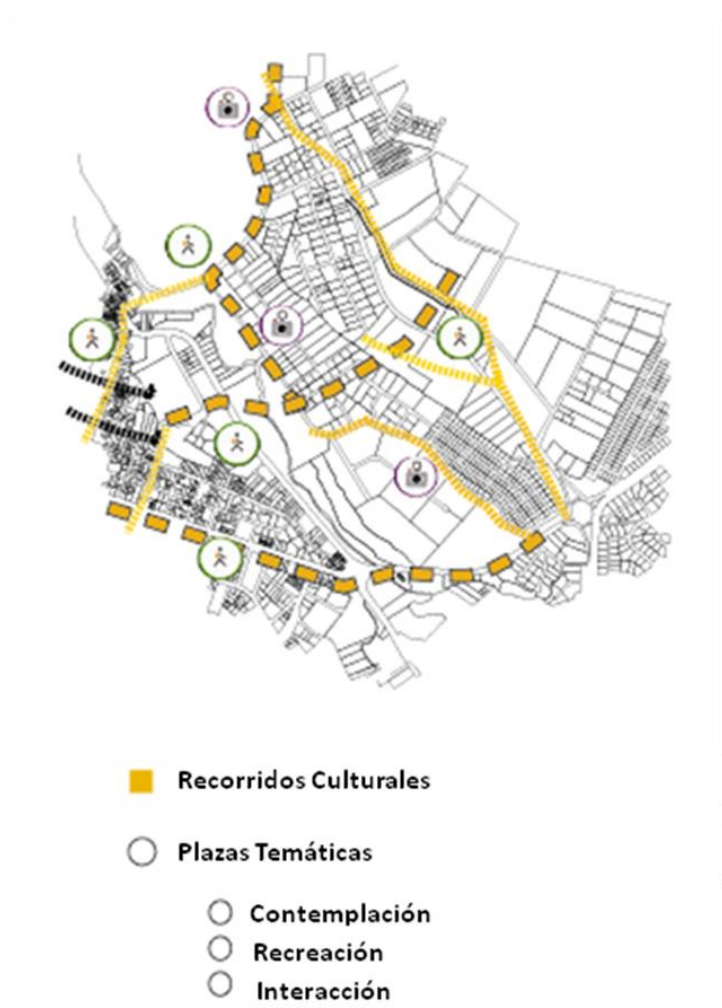 Recorridos Culturales
Plazas Temáticas
Contemplación
Recreación
Interacción